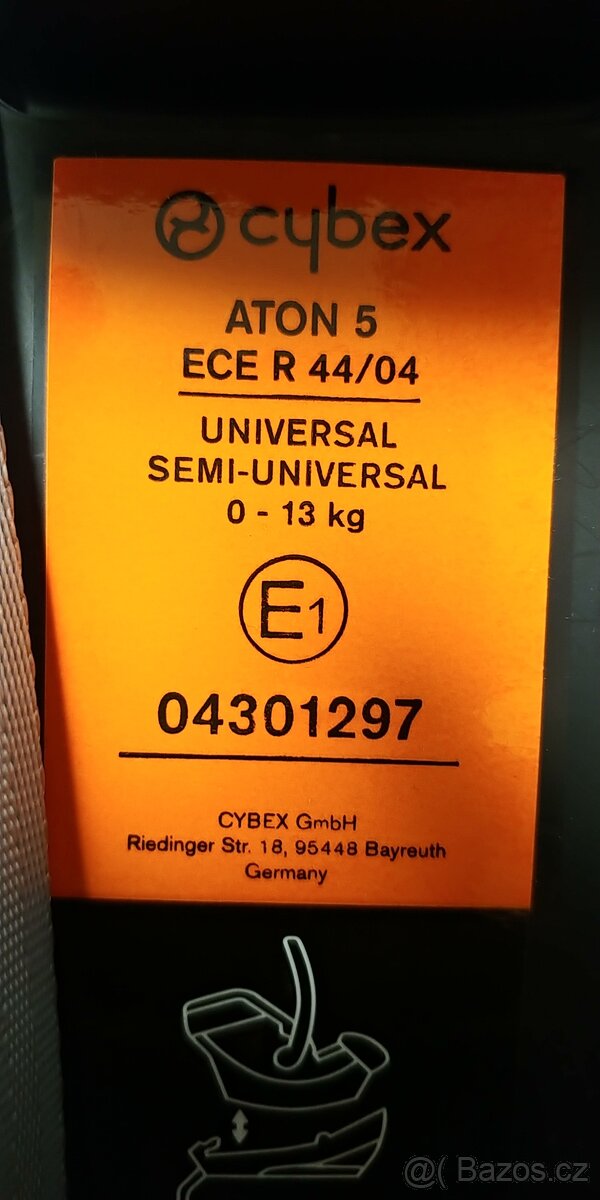 cybex
ATON 5
ECE R 44/04
UNIVERSAL
SEMI-UNIVERSAL
0 - 13 kg
E1
04301297
CYBEX GmbH
Riedinger Str. 18, 95448 Bayreuth
Germany
@( Bazos.cz